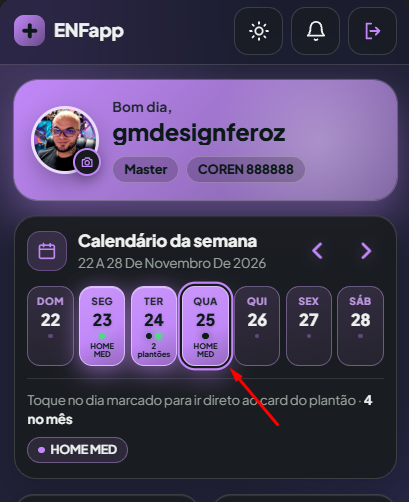 ENFapp
Bom dia,
gmdesignferoz
Master COREN 888888
Calendário da semana
22 A 28 De Novembro De 2026
DOM SEG TER QUA QUI SEX SÁB
22 23 24 25 26 27 28
HOME MED 2 plantões HOME MED
Toque no dia marcado para ir direto ao card do plantão · 4
no mês
HOME MED